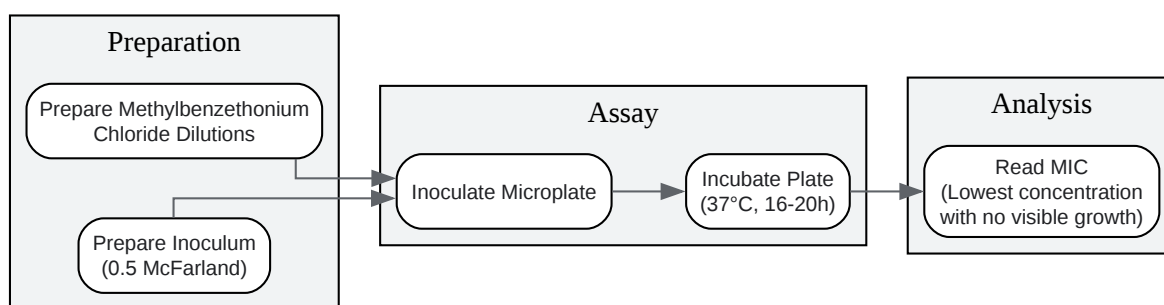 Preparation
Prepare Methylbenzethonium
Chloride Dilutions
Prepare Inoculum
(0.5 McFarland)
Assay
Inoculate Microplate
Incubate Plate
(37°C, 16-20h)
Analysis
Read MIC
(Lowest concentration
with no visible growth)